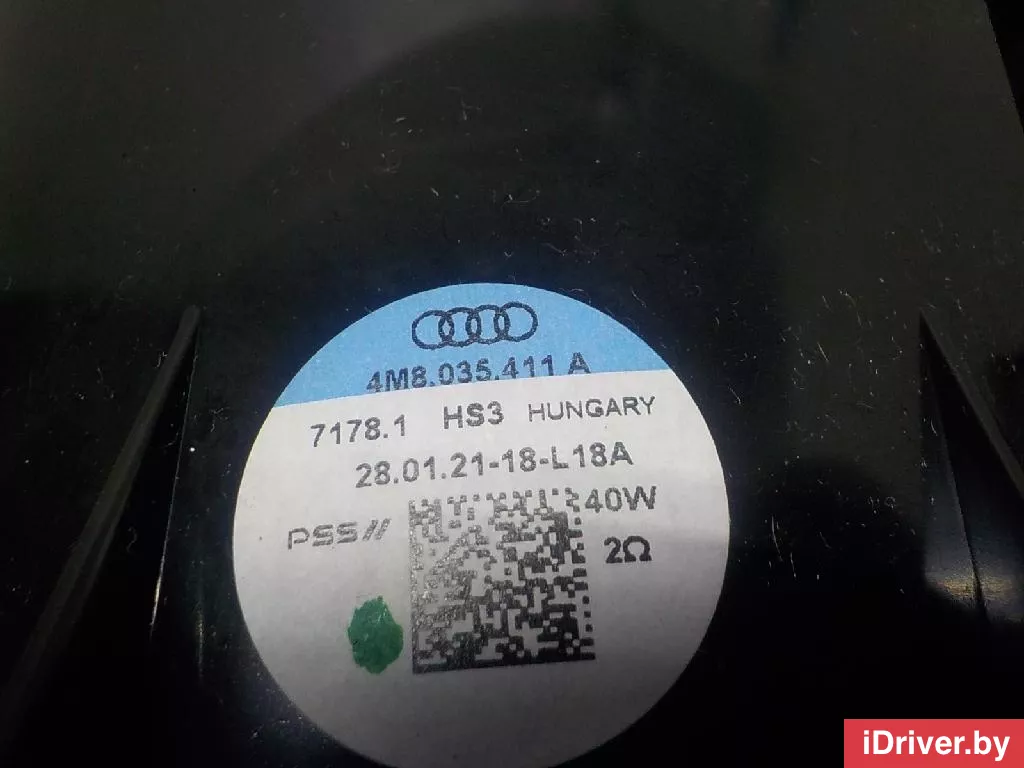 4M8.035.411 A
7178.1 HS3 HUNGARY
28.01.21-18-L18A
40W
PSS//
2Ω
iDriver.by